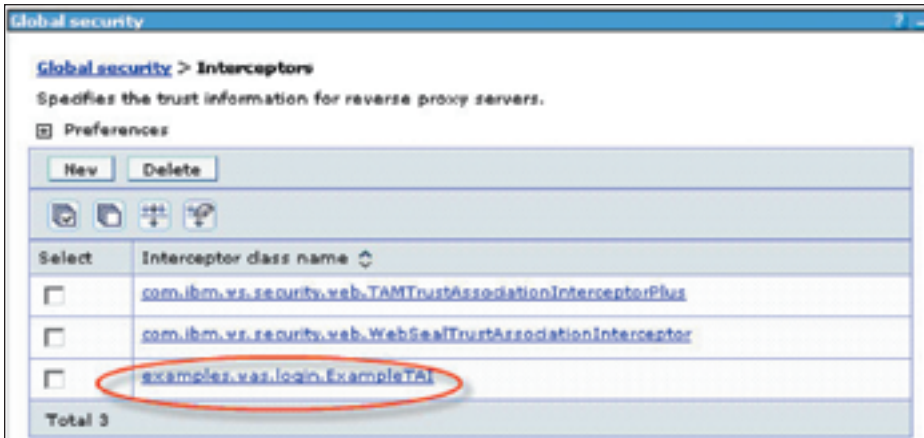 Global security
?
Global security > Interceptors
Specifies the trust information for reverse proxy servers.
Preferences
New Delete
Select Interceptor class name
com.ibm.ws.security.web.TAMTrustAssociationInterceptorPlus
com.ibm.ws.security.web.WebSealTrustAssociationInterceptor
examples.was.login.ExampleTAI
Total 3